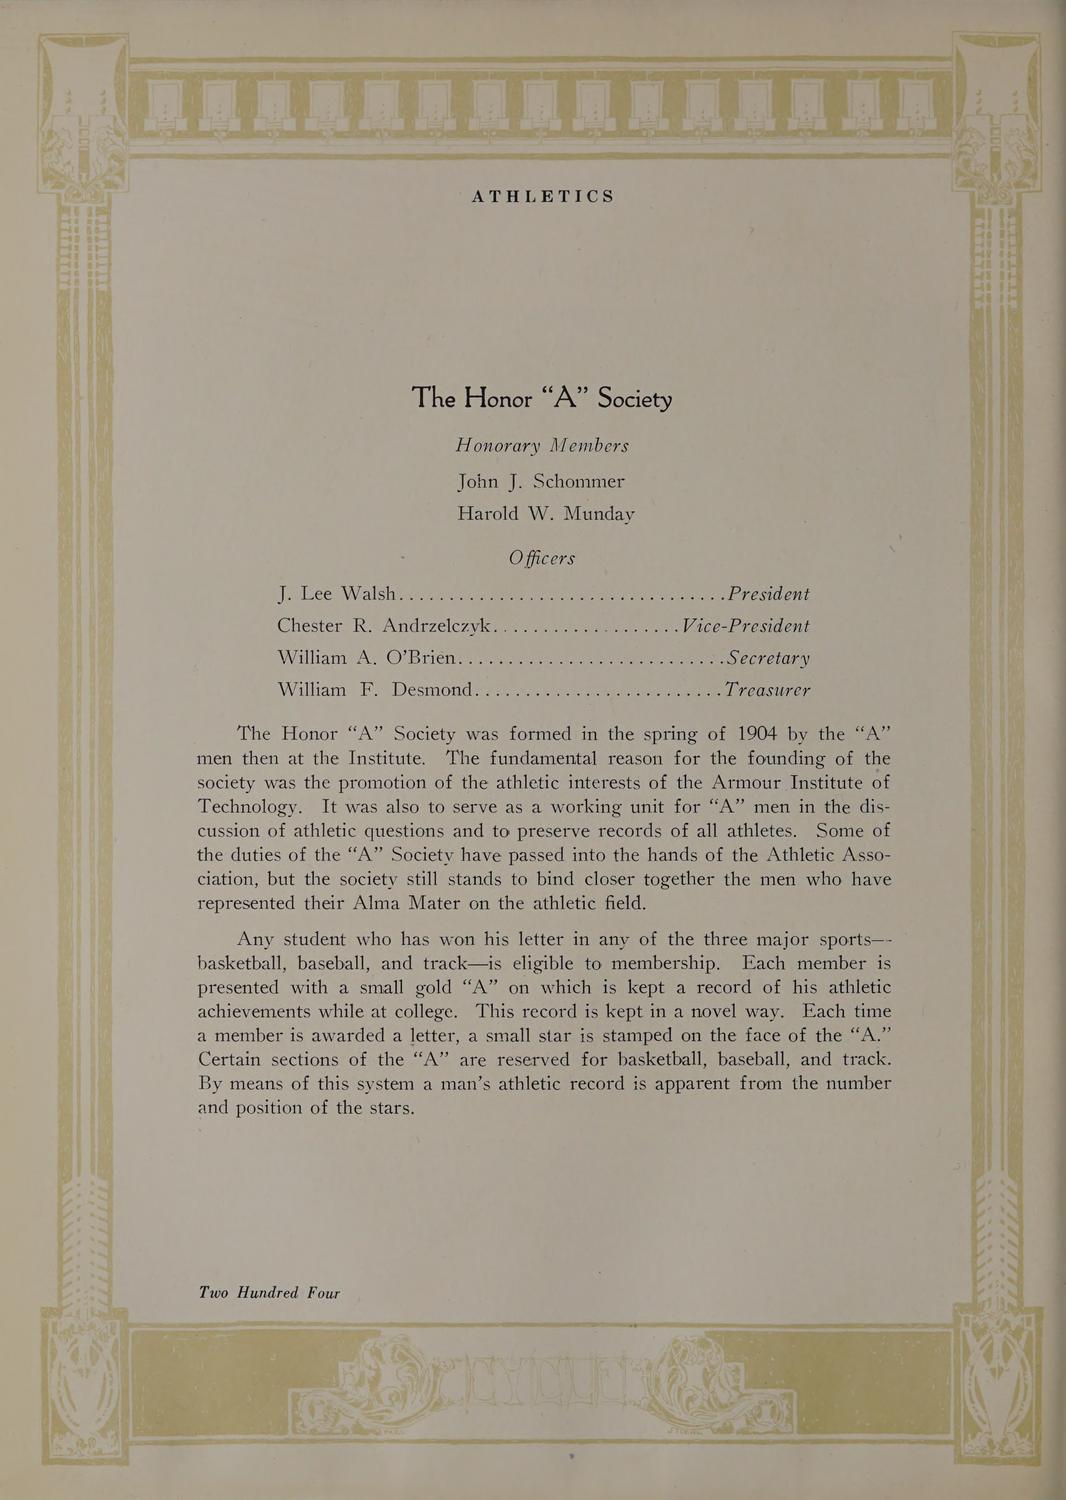 ATHLETICS
The Honor “A” Society
Honorary Members
John J. Schommer
Harold W. Munday
Officers
J. Lee Walsh.................................President
Chester R. Andrzelczyk...................Vice-President
William A. O’Brien...........................Secretary
William F. Desmond.........................Treasurer
The Honor “A” Society was formed in the spring of 1904 by the “A”
men then at the Institute. The fundamental reason for the founding of the
society was the promotion of the athletic interests of the Armour Institute of
Technology. It was also to serve as a working unit for “A” men in the dis-
cussion of athletic questions and to preserve records of all athletes. Some of
the duties of the “A” Society have passed into the hands of the Athletic Asso-
ciation, but the society still stands to bind closer together the men who have
represented their Alma Mater on the athletic field.
Any student who has won his letter in any of the three major sports—-
basketball, baseball, and track—is eligible to membership. Each member is
presented with a small gold “A” on which is kept a record of his athletic
achievements while at college. This record is kept in a novel way. Each time
a member is awarded a letter, a small star is stamped on the face of the “A.”
Certain sections of the “A” are reserved for basketball, baseball, and track.
By means of this system a man’s athletic record is apparent from the number
and position of the stars.
Two Hundred Four
CYCLE